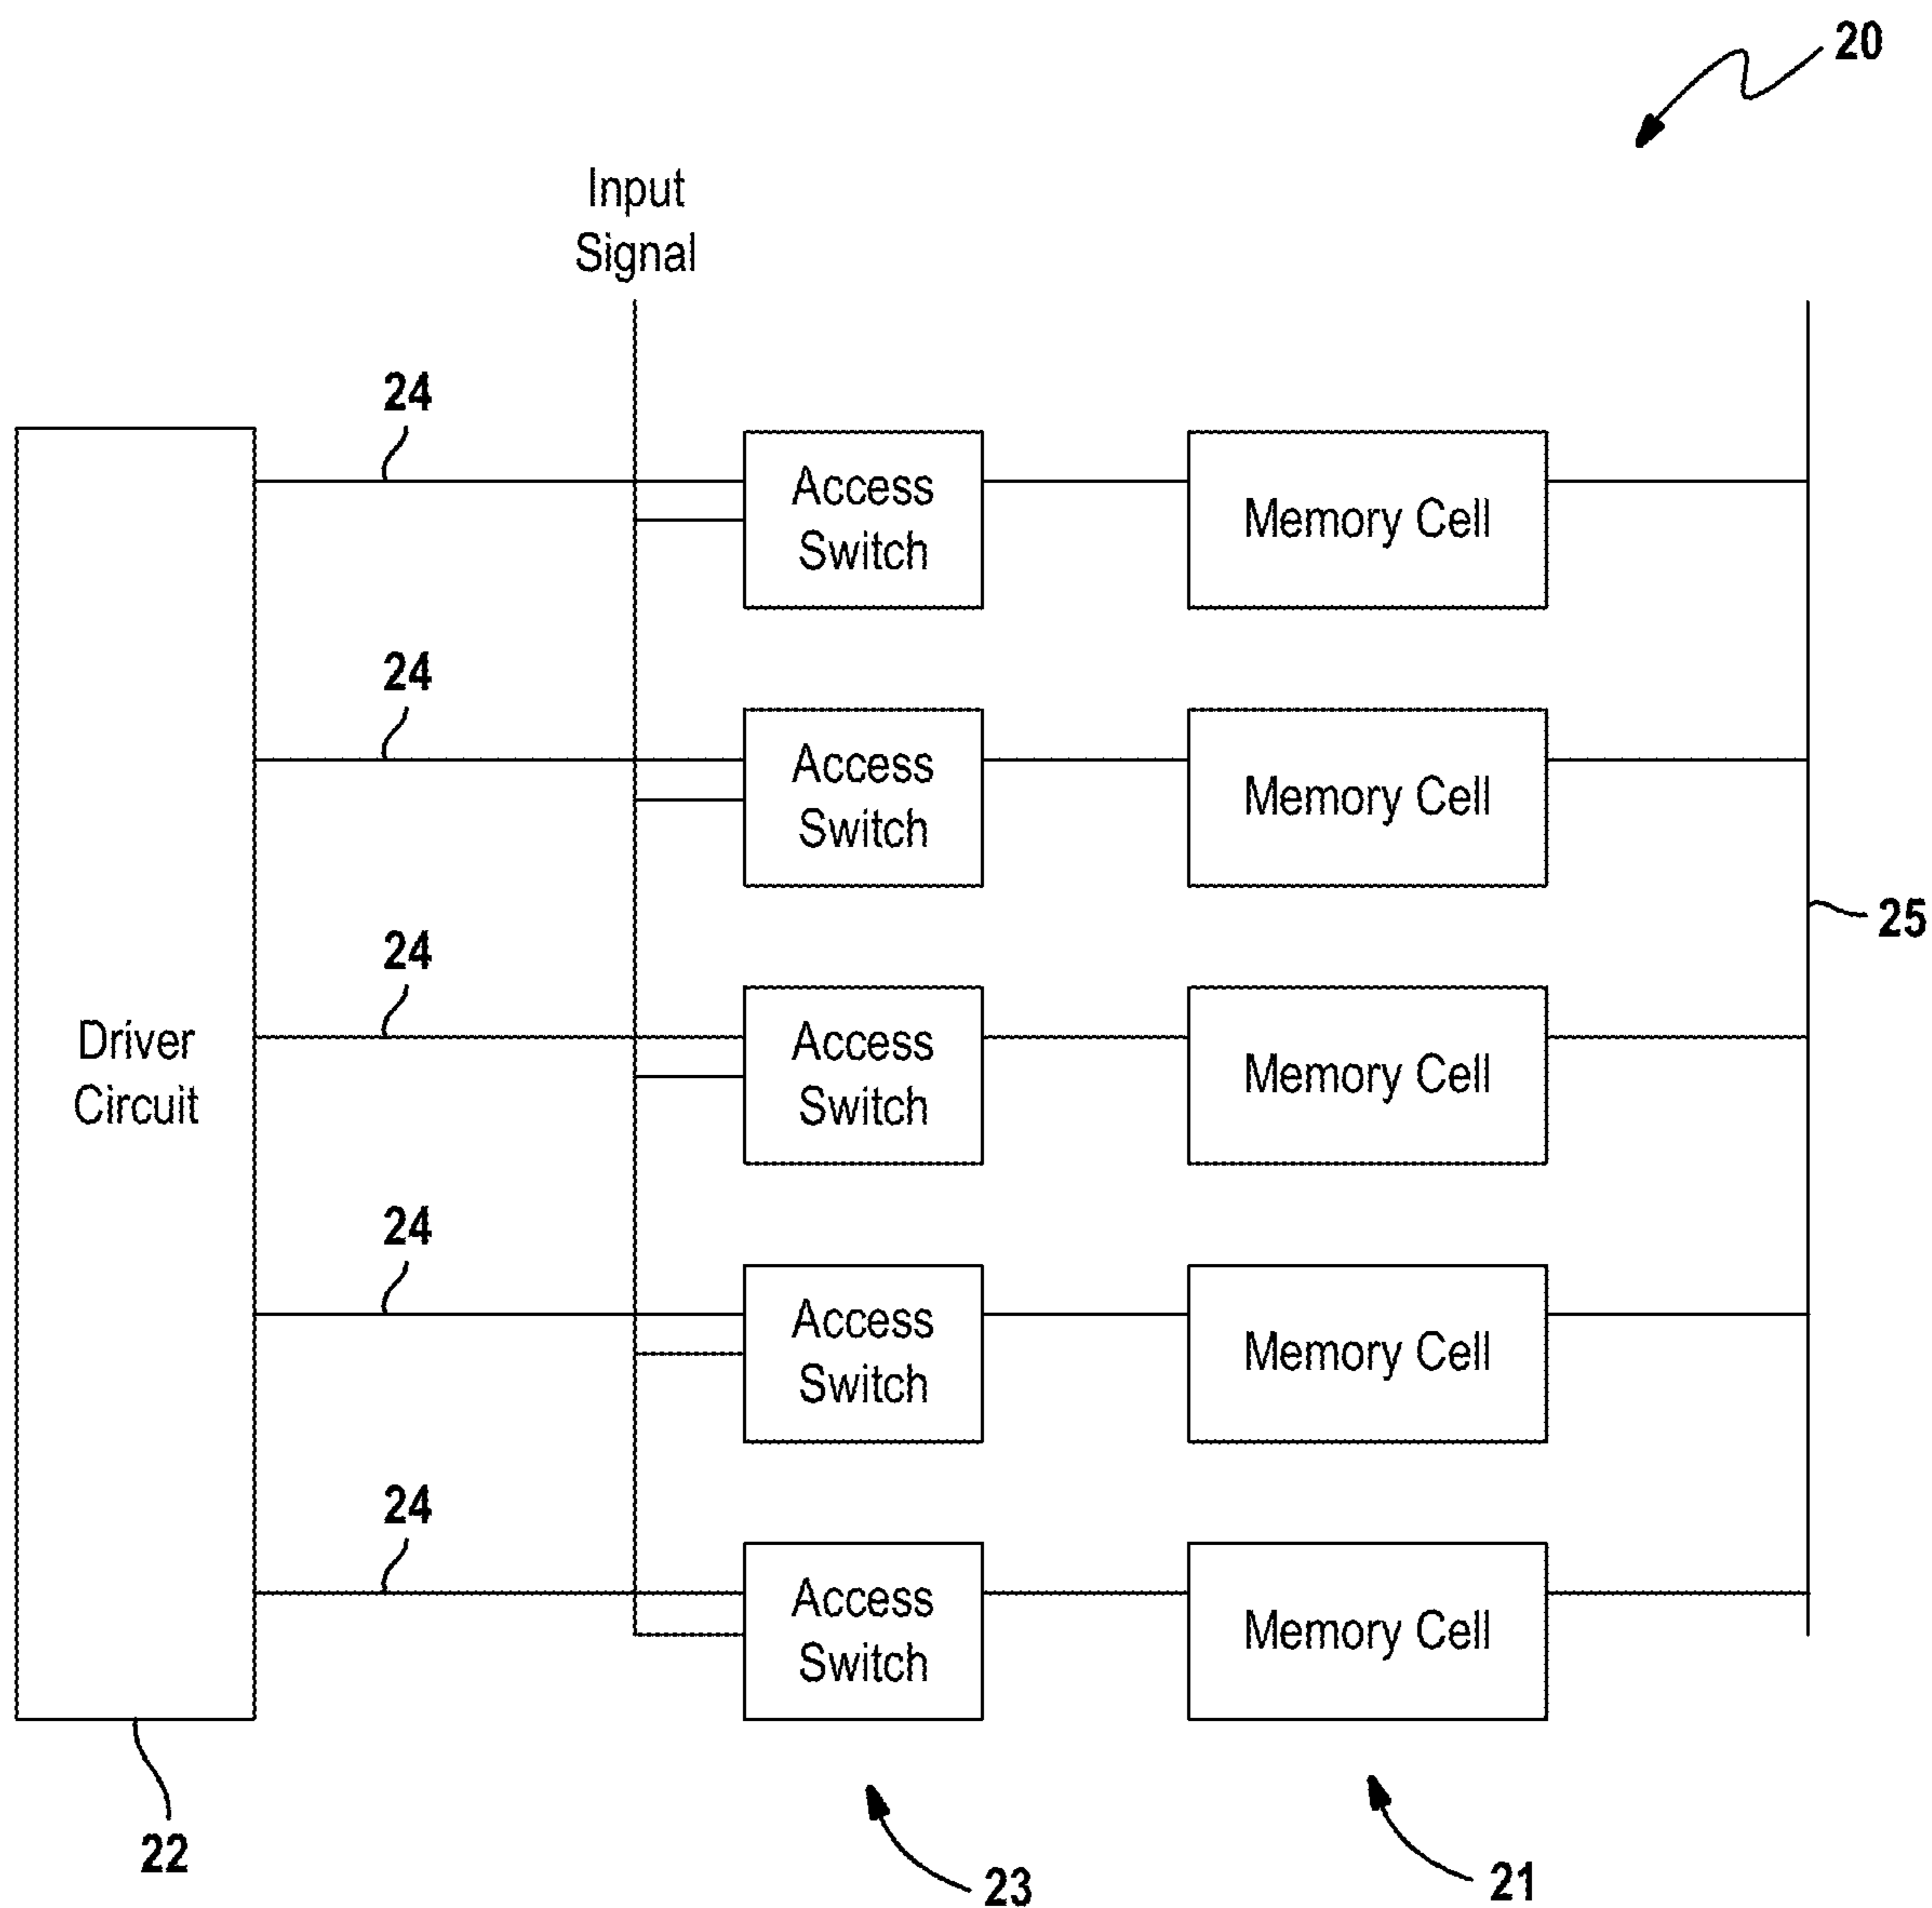 20
Input
Signal
24
Access
Switch
Memory Cell
24
Access
Switch
Memory Cell
25
24
Driver
Circuit
Access
Switch
Memory Cell
24
Access
Switch
Memory Cell
24
Access
Switch
Memory Cell
22
23
21